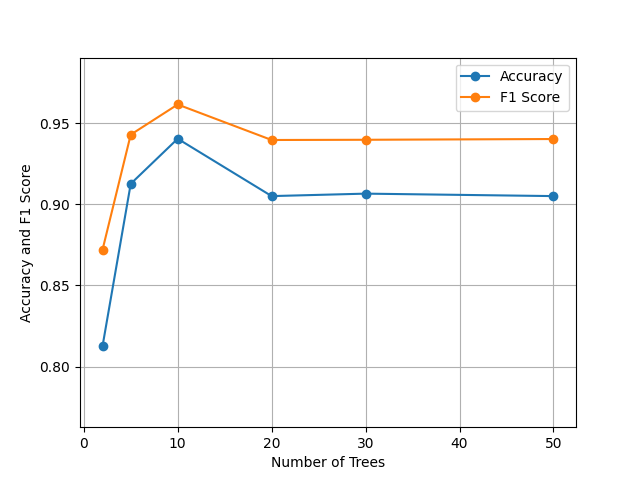 Accuracy
F1 Score
0.95
0.90
0.85
0.80
Accuracy and F1 Score
0 10 20 30 40 50
Number of Trees